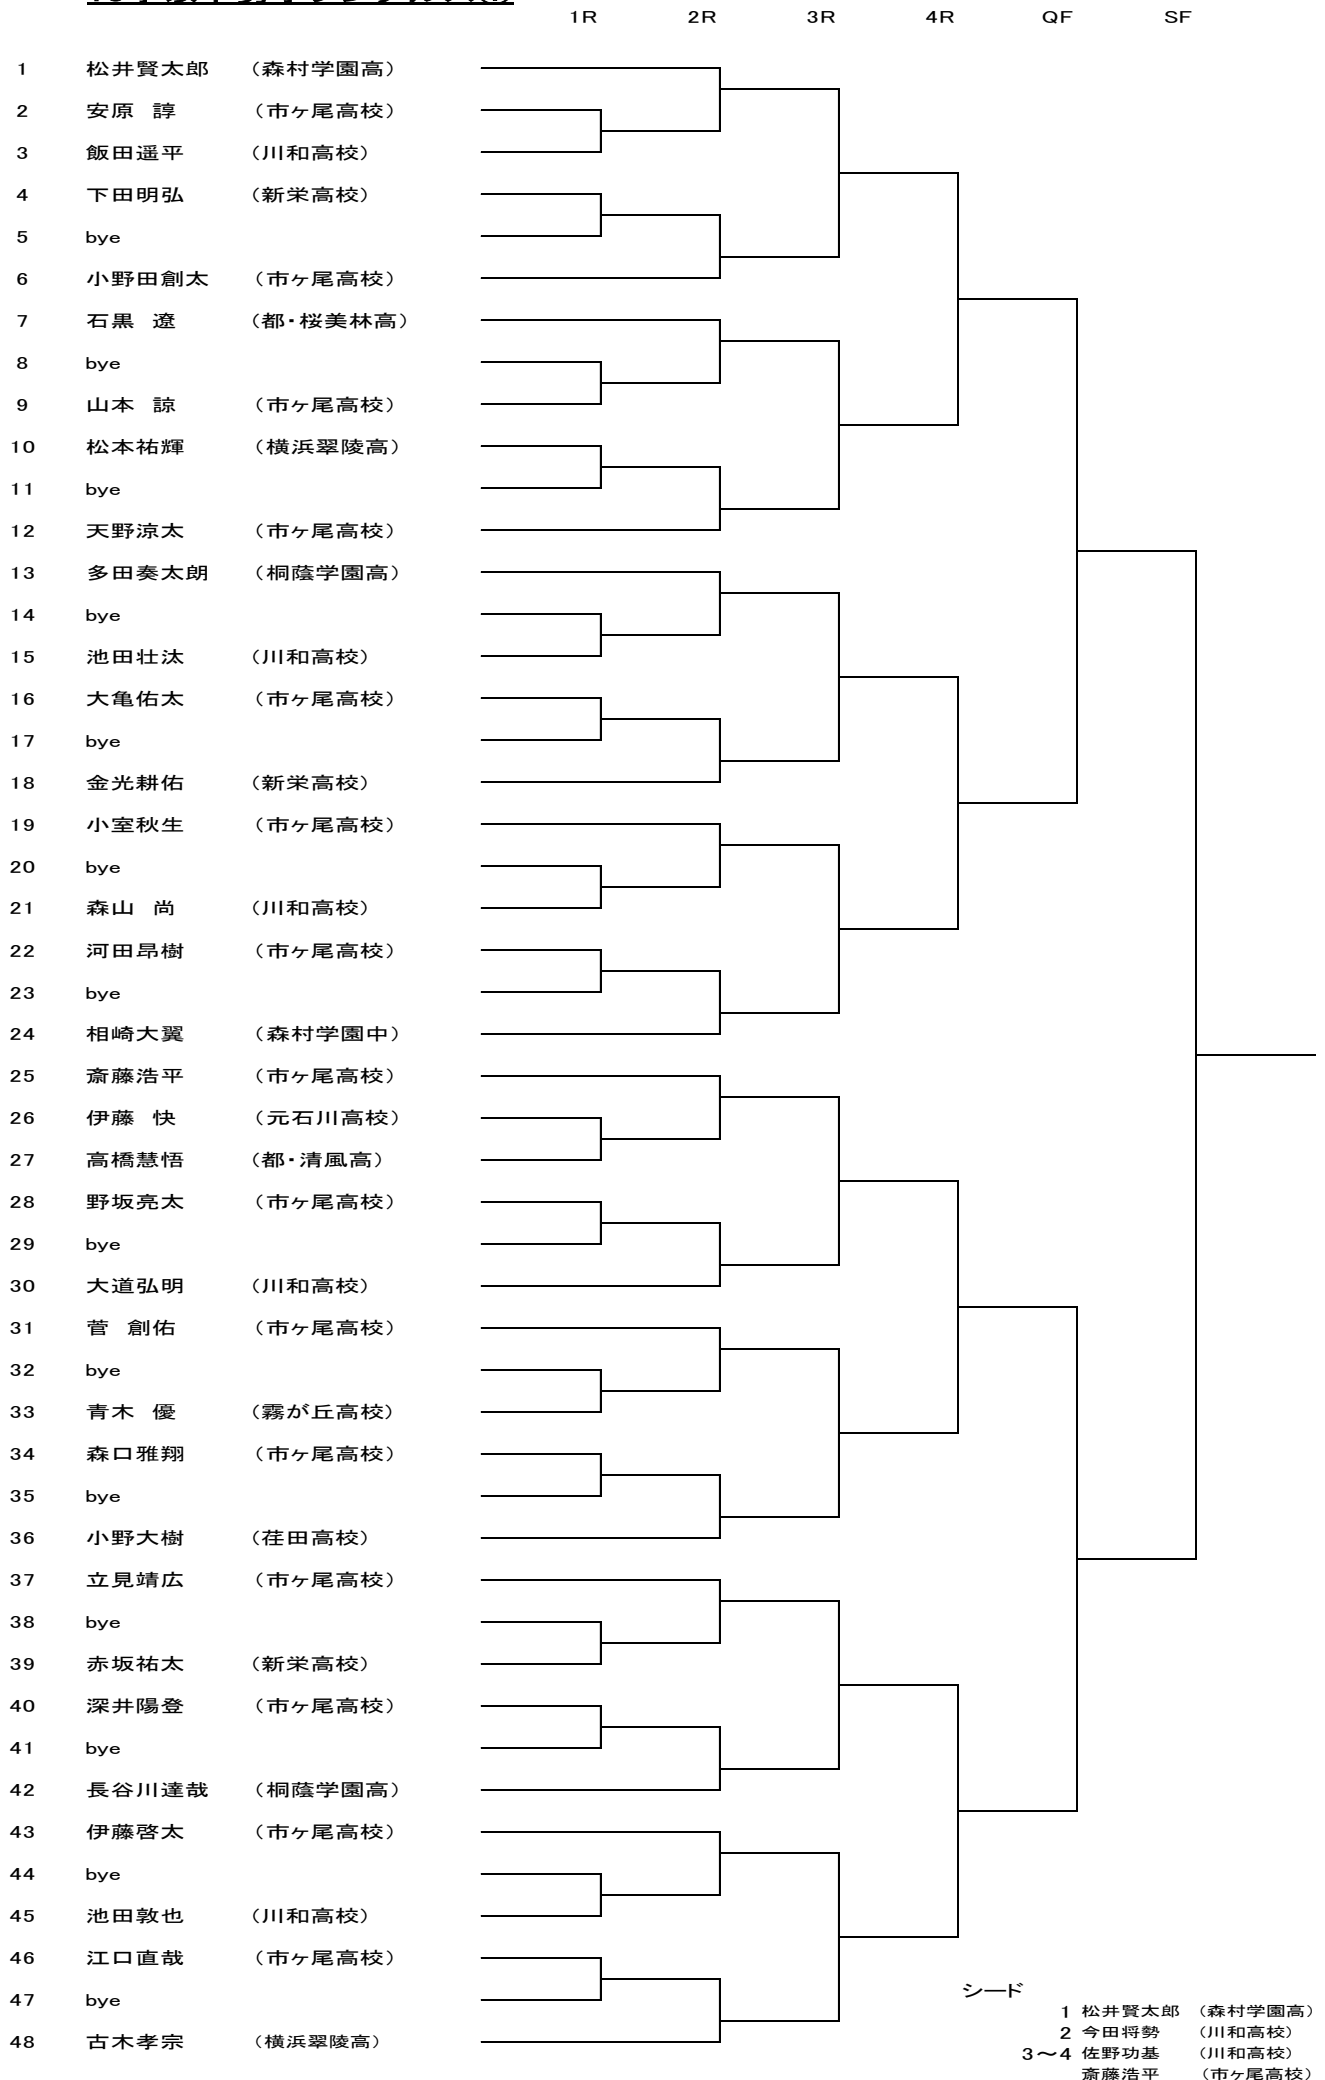 1R 2R 3R 4R QF SF
1 松井賢太郎 （森村学園高）
2 安原 諄 （市ヶ尾高校）
3 飯田遥平 （川和高校）
4 下田明弘 （新栄高校）
5 bye
6 小野田創太 （市ヶ尾高校）
7 石黒 遼 （都・桜美林高）
8 bye
9 山本 諒 （市ヶ尾高校）
10 松本祐輝 （横浜翠陵高）
11 bye
12 天野涼太 （市ヶ尾高校）
13 多田奏太朗 （桐蔭学園高）
14 bye
15 池田壮汰 （川和高校）
16 大亀佑太 （市ヶ尾高校）
17 bye
18 金光耕佑 （新栄高校）
19 小室秋生 （市ヶ尾高校）
20 bye
21 森山 尚 （川和高校）
22 河田昂樹 （市ヶ尾高校）
23 bye
24 相崎大翼 （森村学園中）
25 斎藤浩平 （市ヶ尾高校）
26 伊藤 快 （元石川高校）
27 高橋慧悟 （都・清風高）
28 野坂亮太 （市ヶ尾高校）
29 bye
30 大道弘明 （川和高校）
31 菅 創佑 （市ヶ尾高校）
32 bye
33 青木 優 （霧が丘高校）
34 森口雅翔 （市ヶ尾高校）
35 bye
36 小野大樹 （荏田高校）
37 立見靖広 （市ヶ尾高校）
38 bye
39 赤坂祐太 （新栄高校）
40 深井陽登 （市ヶ尾高校）
41 bye
42 長谷川達哉 （桐蔭学園高）
43 伊藤啓太 （市ヶ尾高校）
44 bye
45 池田敦也 （川和高校）
46 江口直哉 （市ヶ尾高校）
47 bye
48 古木孝宗 （横浜翠陵高）
シード
1 松井賢太郎 （森村学園高）
2 今田将勢 （川和高校）
3～4 佐野功基 （川和高校）
斎藤浩平 （市ヶ尾高校）